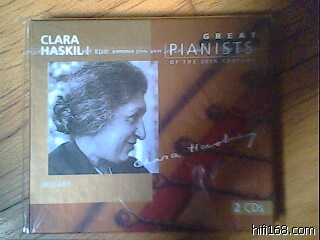 CLARA
HASKIL I
GREAT
PIANISTS
OF THE 20TH CENTURY
Clara Haskil
MOZART
2 CDs
hifi168.com